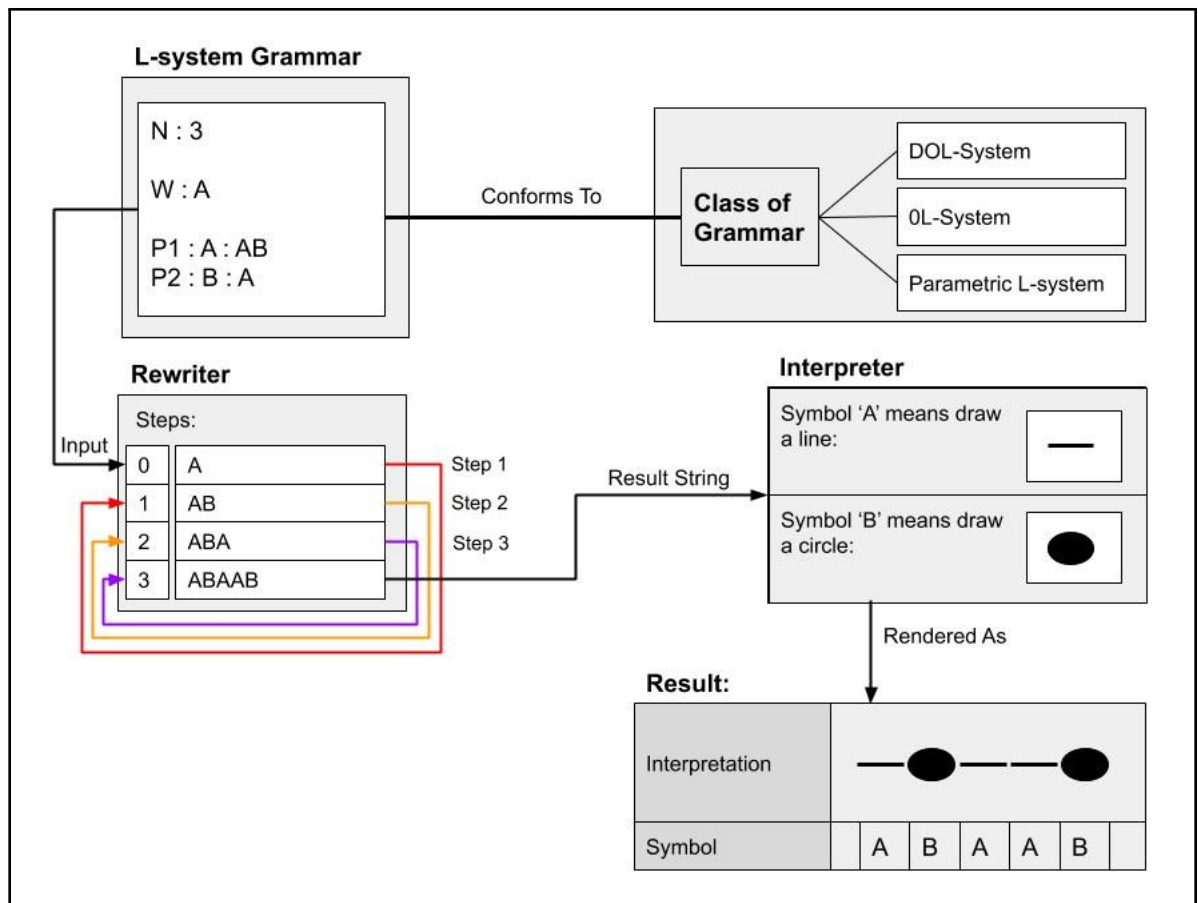 L-system Grammar
N : 3
W : A
P1 : A : AB
P2 : B : A
Conforms To
Class of
Grammar
DOL-System
0L-System
Parametric L-system
Rewriter
Steps:
Input
0 A
1 AB
2 ABA
3 ABAAB
Step 1
Step 2
Step 3
Result String
Interpreter
Symbol ‘A’ means draw
a line:
Symbol ‘B’ means draw
a circle:
Rendered As
Result:
Interpretation
Symbol A B A A B